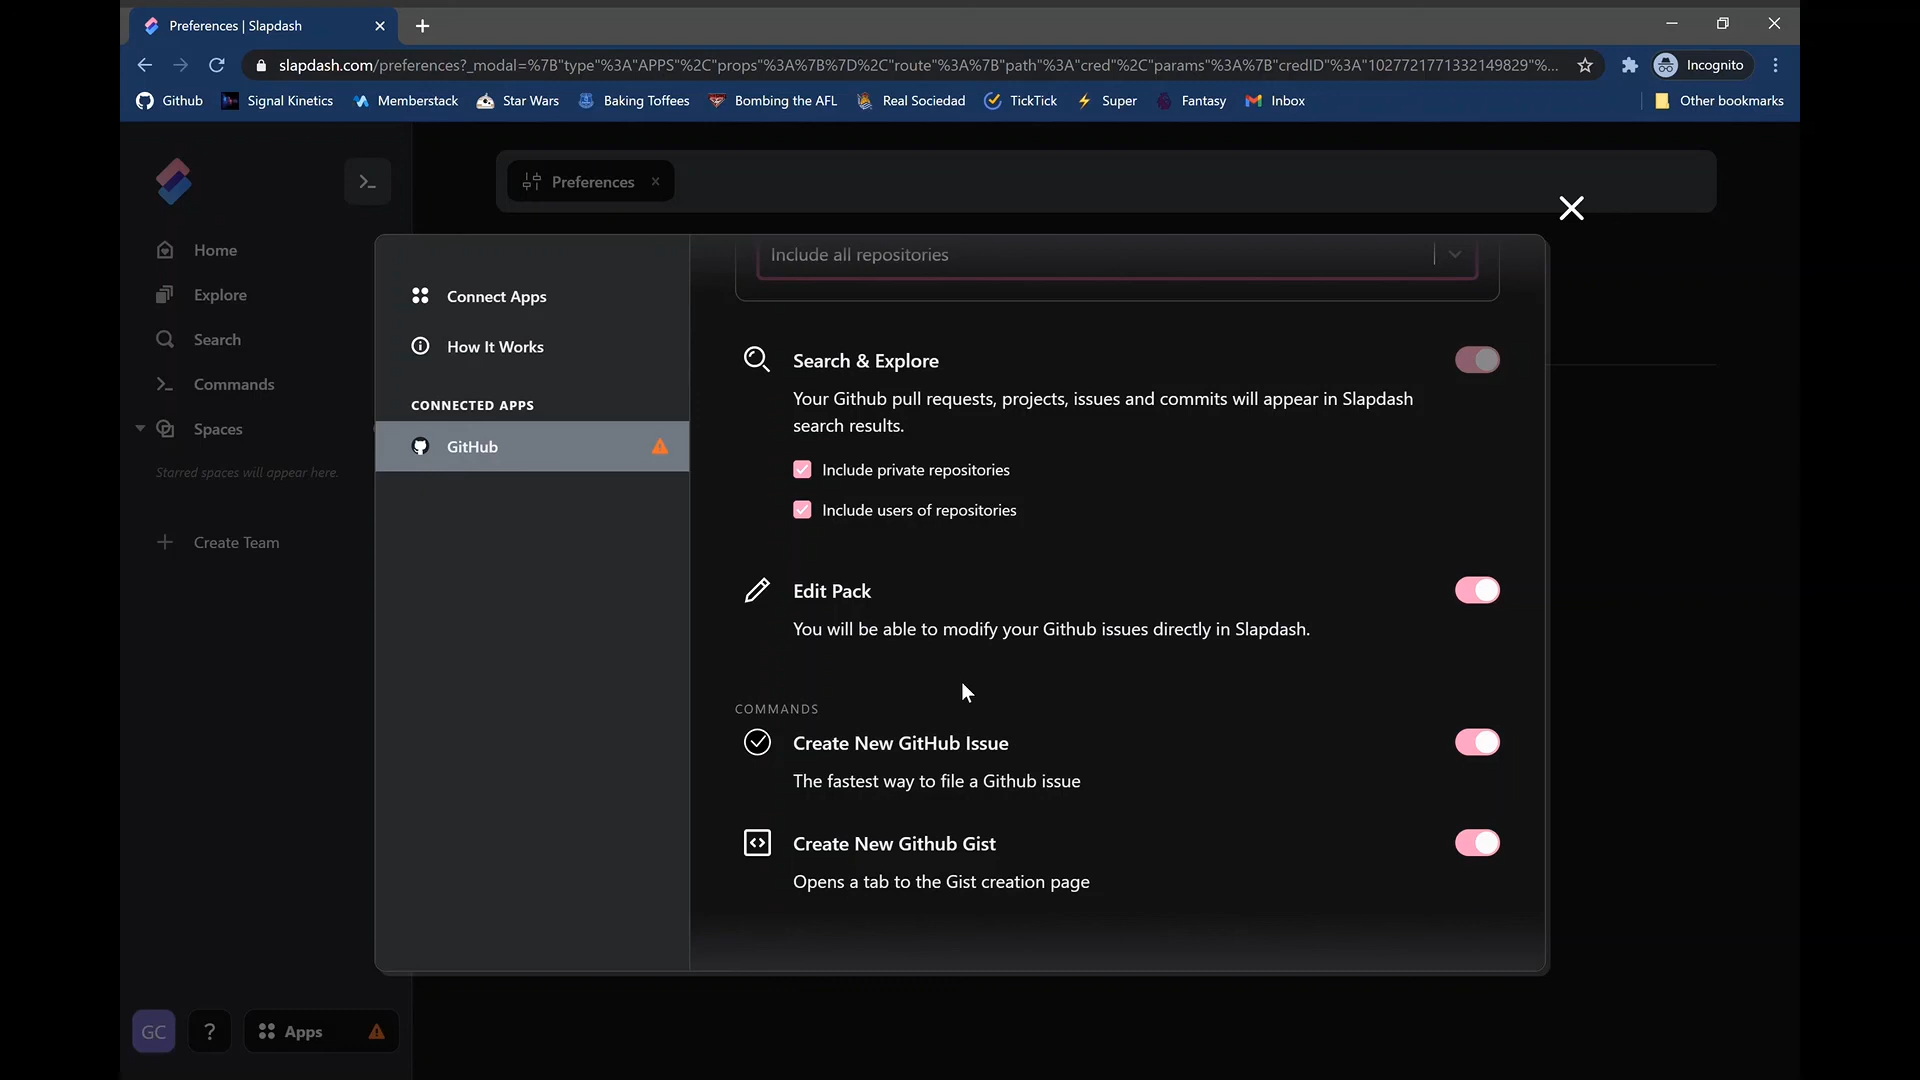 Preferences | Slapdash
slapdash.com/preferences?_modal=%7B"type"%3A"APPS"%2C"props"%3A%7B%7D%2C"route"%3A%7B"path"%3A"cred"%2C"params"%3A%7B"credID"%3A"1027721771332149829"%...
Incognito
Github
Signal Kinetics
Memberstack
Star Wars
Baking Toffees
Bombing the AFL
Real Sociedad
TickTick
Super
Fantasy
Inbox
Other bookmarks
Preferences
Home
Explore
Search
Commands
Spaces
Starred spaces will appear here.
Create Team
GC
?
Apps
Connect Apps
How It Works
CONNECTED APPS
GitHub
Include all repositories
Search & Explore
Your Github pull requests, projects, issues and commits will appear in Slapdash
search results.
Include private repositories
Include users of repositories
Edit Pack
You will be able to modify your Github issues directly in Slapdash.
COMMANDS
Create New GitHub Issue
The fastest way to file a Github issue
Create New Github Gist
Opens a tab to the Gist creation page